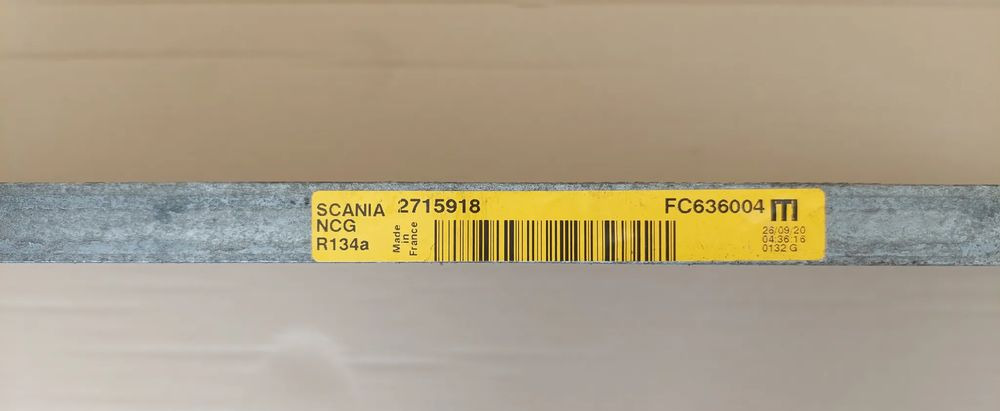 SCANIA 2715918 FC636004
NCG
R134a
Made
in
France
26/09/20
04:36:16
0132 G